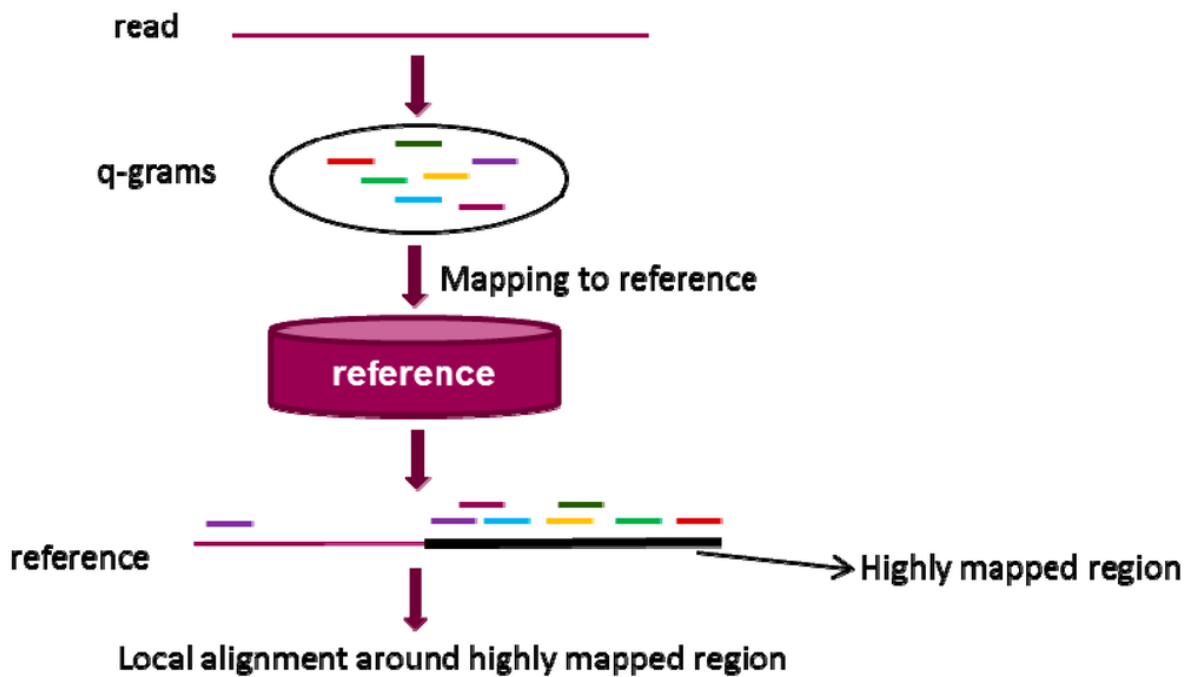 read
q-grams
Mapping to reference
reference
reference
Highly mapped region
Local alignment around highly mapped region